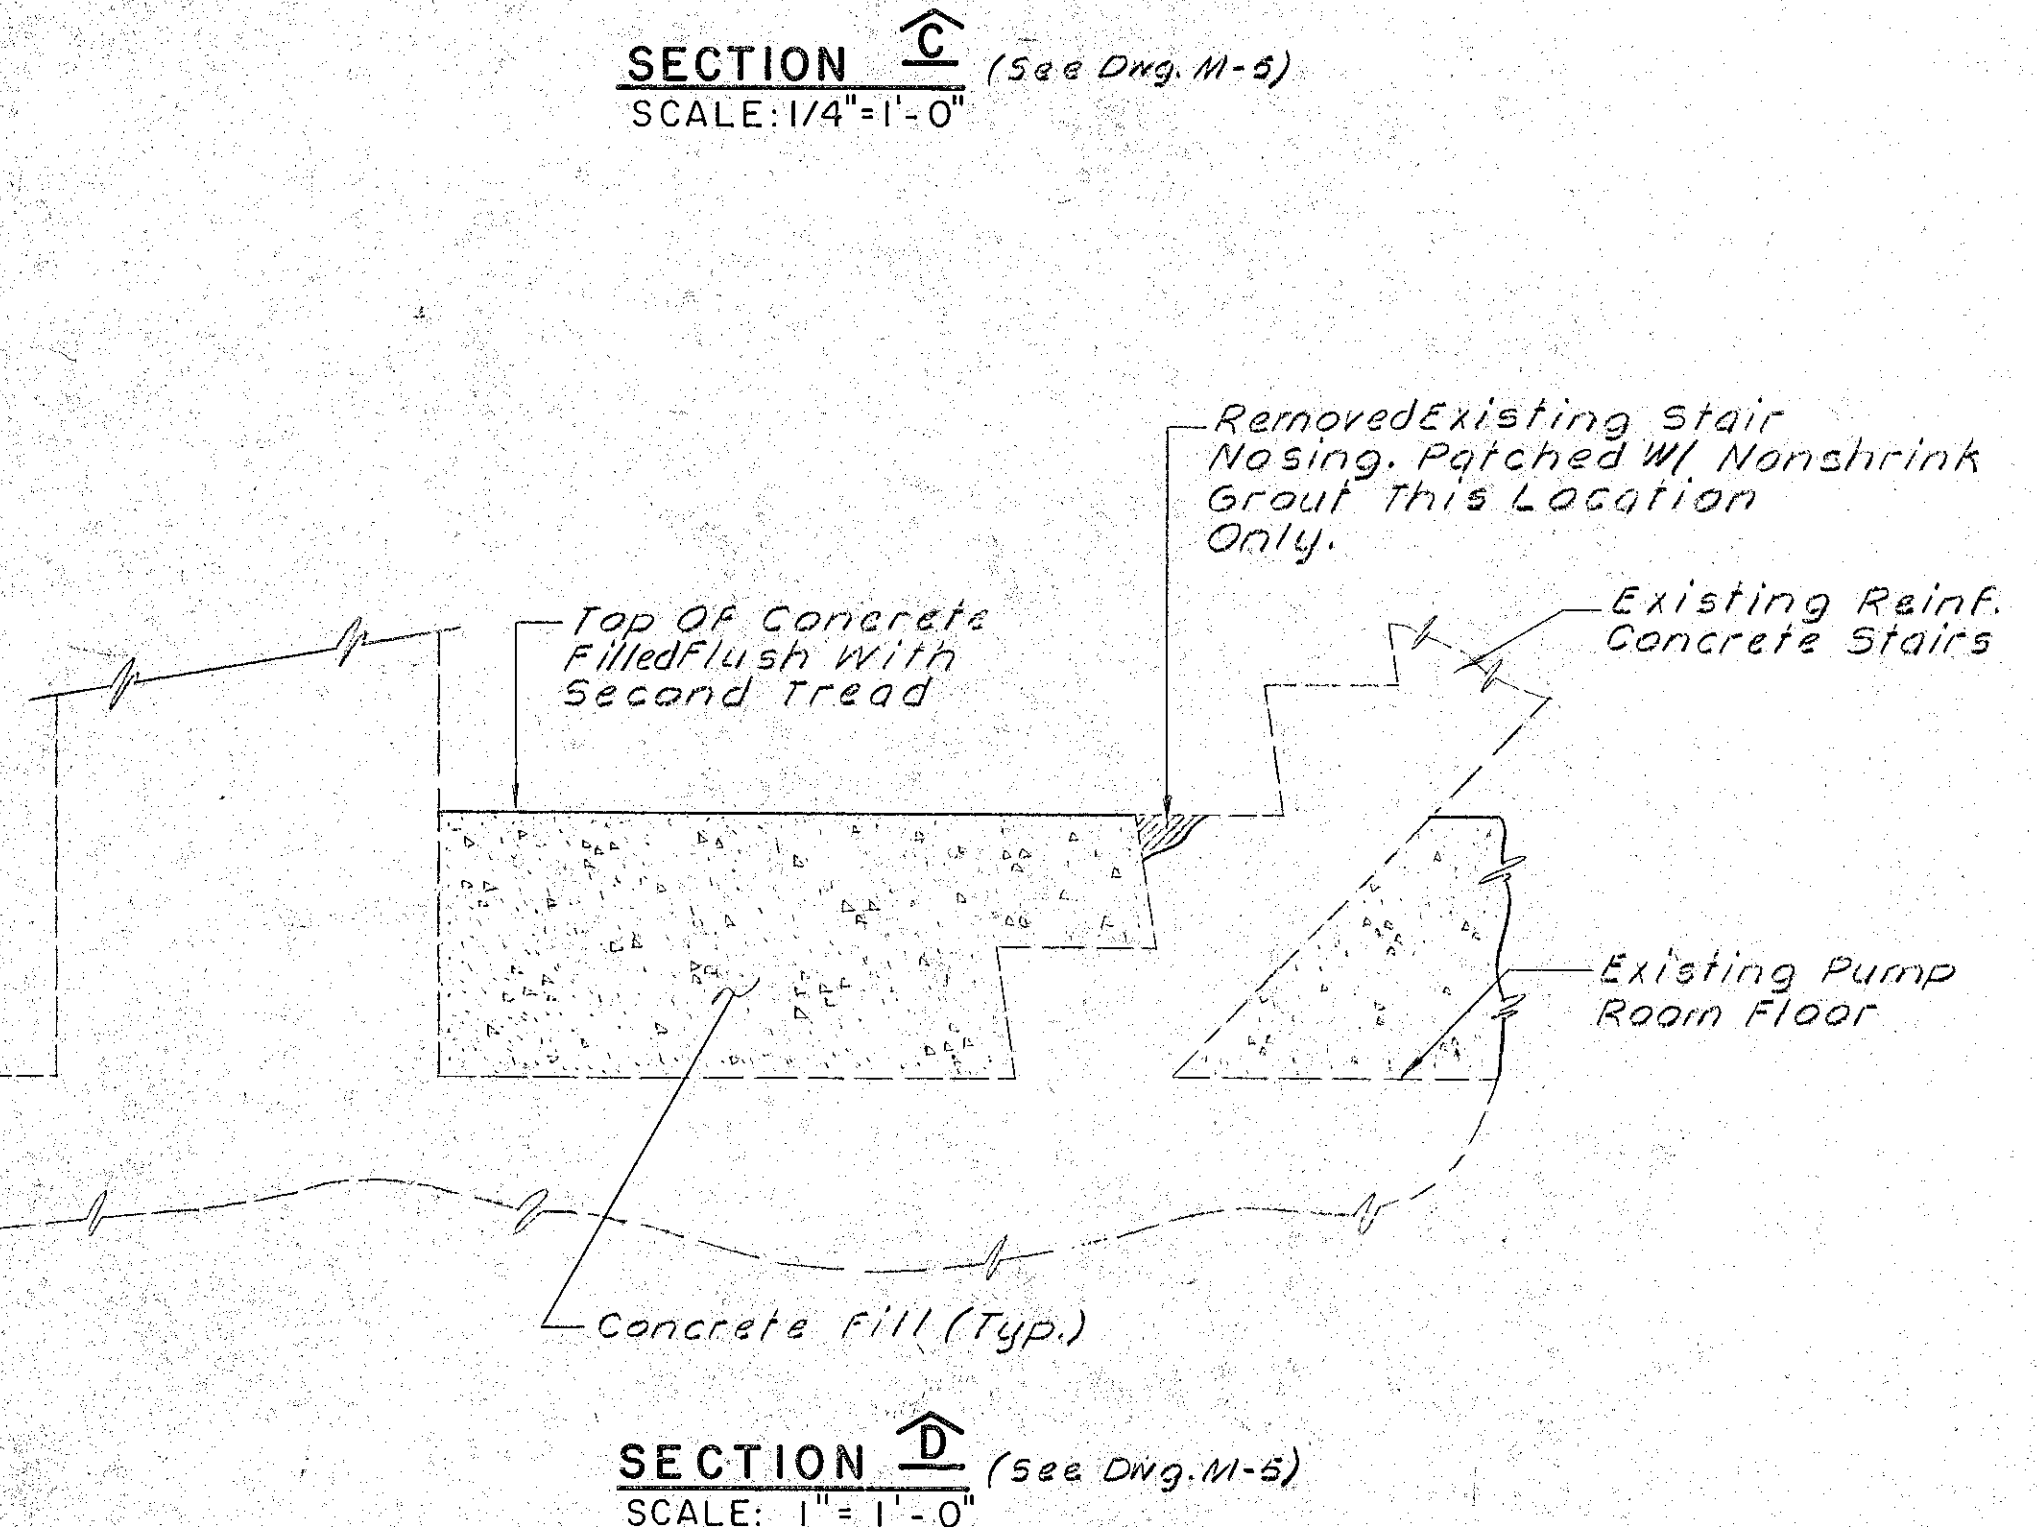 SECTION C (See Dwg. M-5)
SCALE: 1/4"=1'-0"
Removed Existing Stair
Nosing. Patched W/ Nonshrink
Grout This Location
Only.
Existing Reinf.
Concrete Stairs
Top Of Concrete
Filled Flush With
Second Tread
Existing Pump
Room Floor
Concrete Fill (Typ.)
SECTION D (See Dwg. M-5)
SCALE: 1"=1'-0"